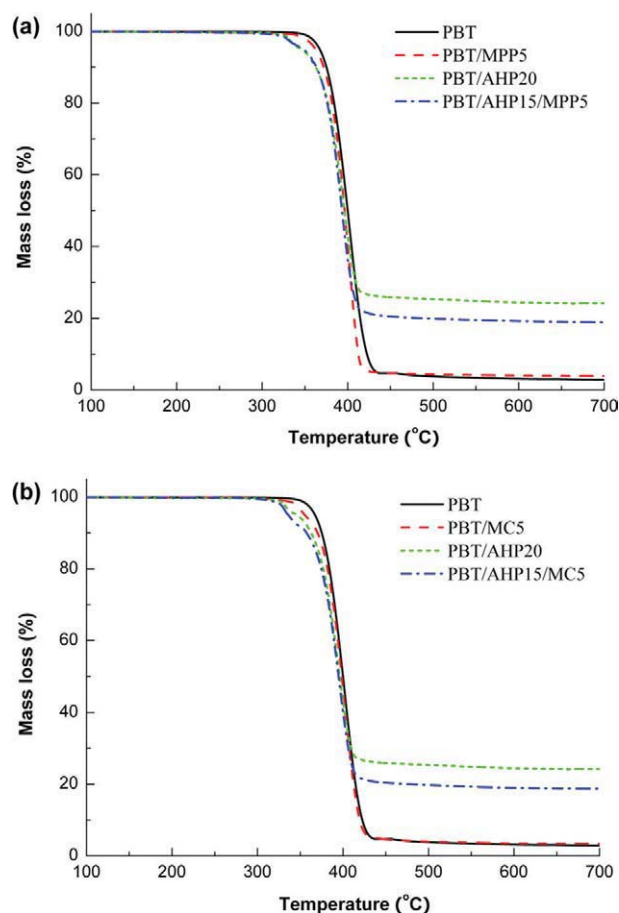 (a)
PBT
PBT/MPP5
PBT/AHP20
PBT/AHP15/MPP5
Mass loss (%)
100
80
60
40
20
0
100 200 300 400 500 600 700
Temperature (°C)
(b)
PBT
PBT/MC5
PBT/AHP20
PBT/AHP15/MC5
Mass loss (%)
100
80
60
40
20
0
100 200 300 400 500 600 700
Temperature (°C)